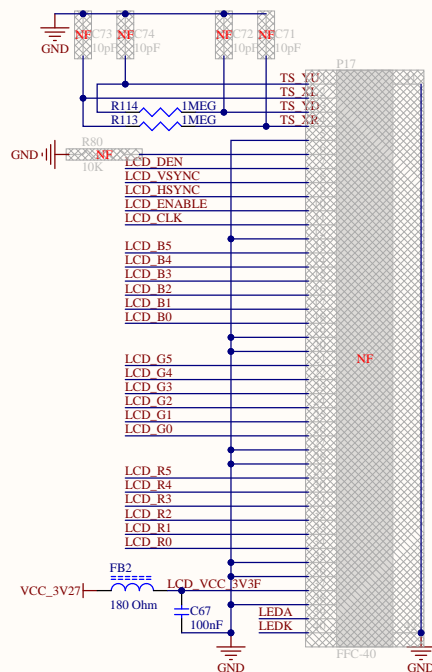 NF C73 NF C74 NF C72 NF C71
GND 10pF 10pF 10pF 10pF
P17
TS_YU
TS_XL
R114 1MEG TS_YD
R113 1MEG TS_XR
R80
GND NF
10K
LCD_DEN
LCD_VSYNC
LCD_HSYNC
LCD_ENABLE
LCD_CLK
LCD_B5
LCD_B4
LCD_B3
LCD_B2
LCD_B1
LCD_B0
NF
LCD_G5
LCD_G4
LCD_G3
LCD_G2
LCD_G1
LCD_G0
LCD_R5
LCD_R4
LCD_R3
LCD_R2
LCD_R1
LCD_R0
FB2
VCC_3V27 LCD_VCC_3V3F
180 Ohm C67
100nF
LEDA
LEDK
FFC-40
GND GND